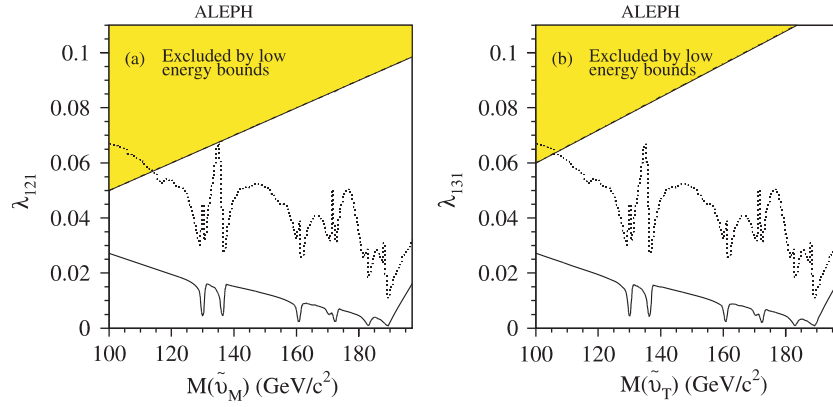 ALEPH
(a) Excluded by low
energy bounds
λ121
0.1
0.08
0.06
0.04
0.02
0
100 120 140 160 180
M(ῦM) (GeV/c²)
ALEPH
(b) Excluded by low
energy bounds
λ131
0.1
0.08
0.06
0.04
0.02
0
100 120 140 160 180
M(ῦT) (GeV/c²)